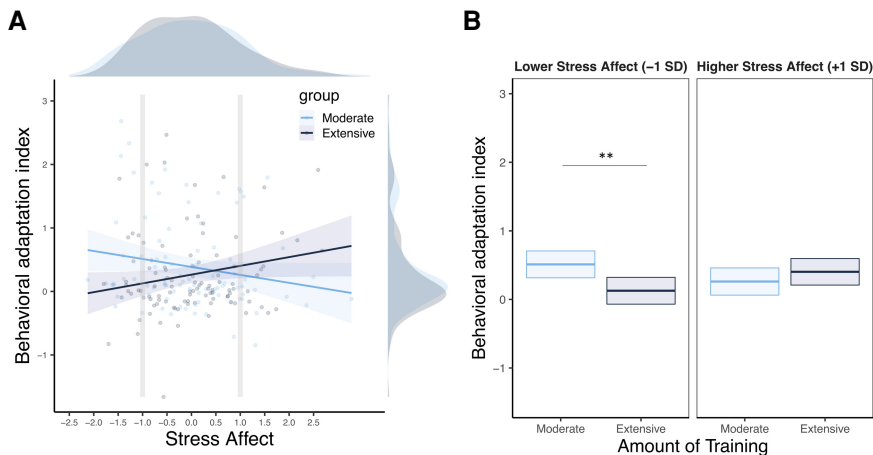 A
group
Moderate
Extensive
Behavioral adaptation index
3
2
1
0
−1
−2.5 −2.0 −1.5 −1.0 −0.5 0.0 0.5 1.0 1.5 2.0 2.5
Stress Affect
B
Lower Stress Affect (−1 SD) Higher Stress Affect (+1 SD)
Behavioral adaptation index
3
2
1
0
−1
**
Moderate Extensive Moderate Extensive
Amount of Training